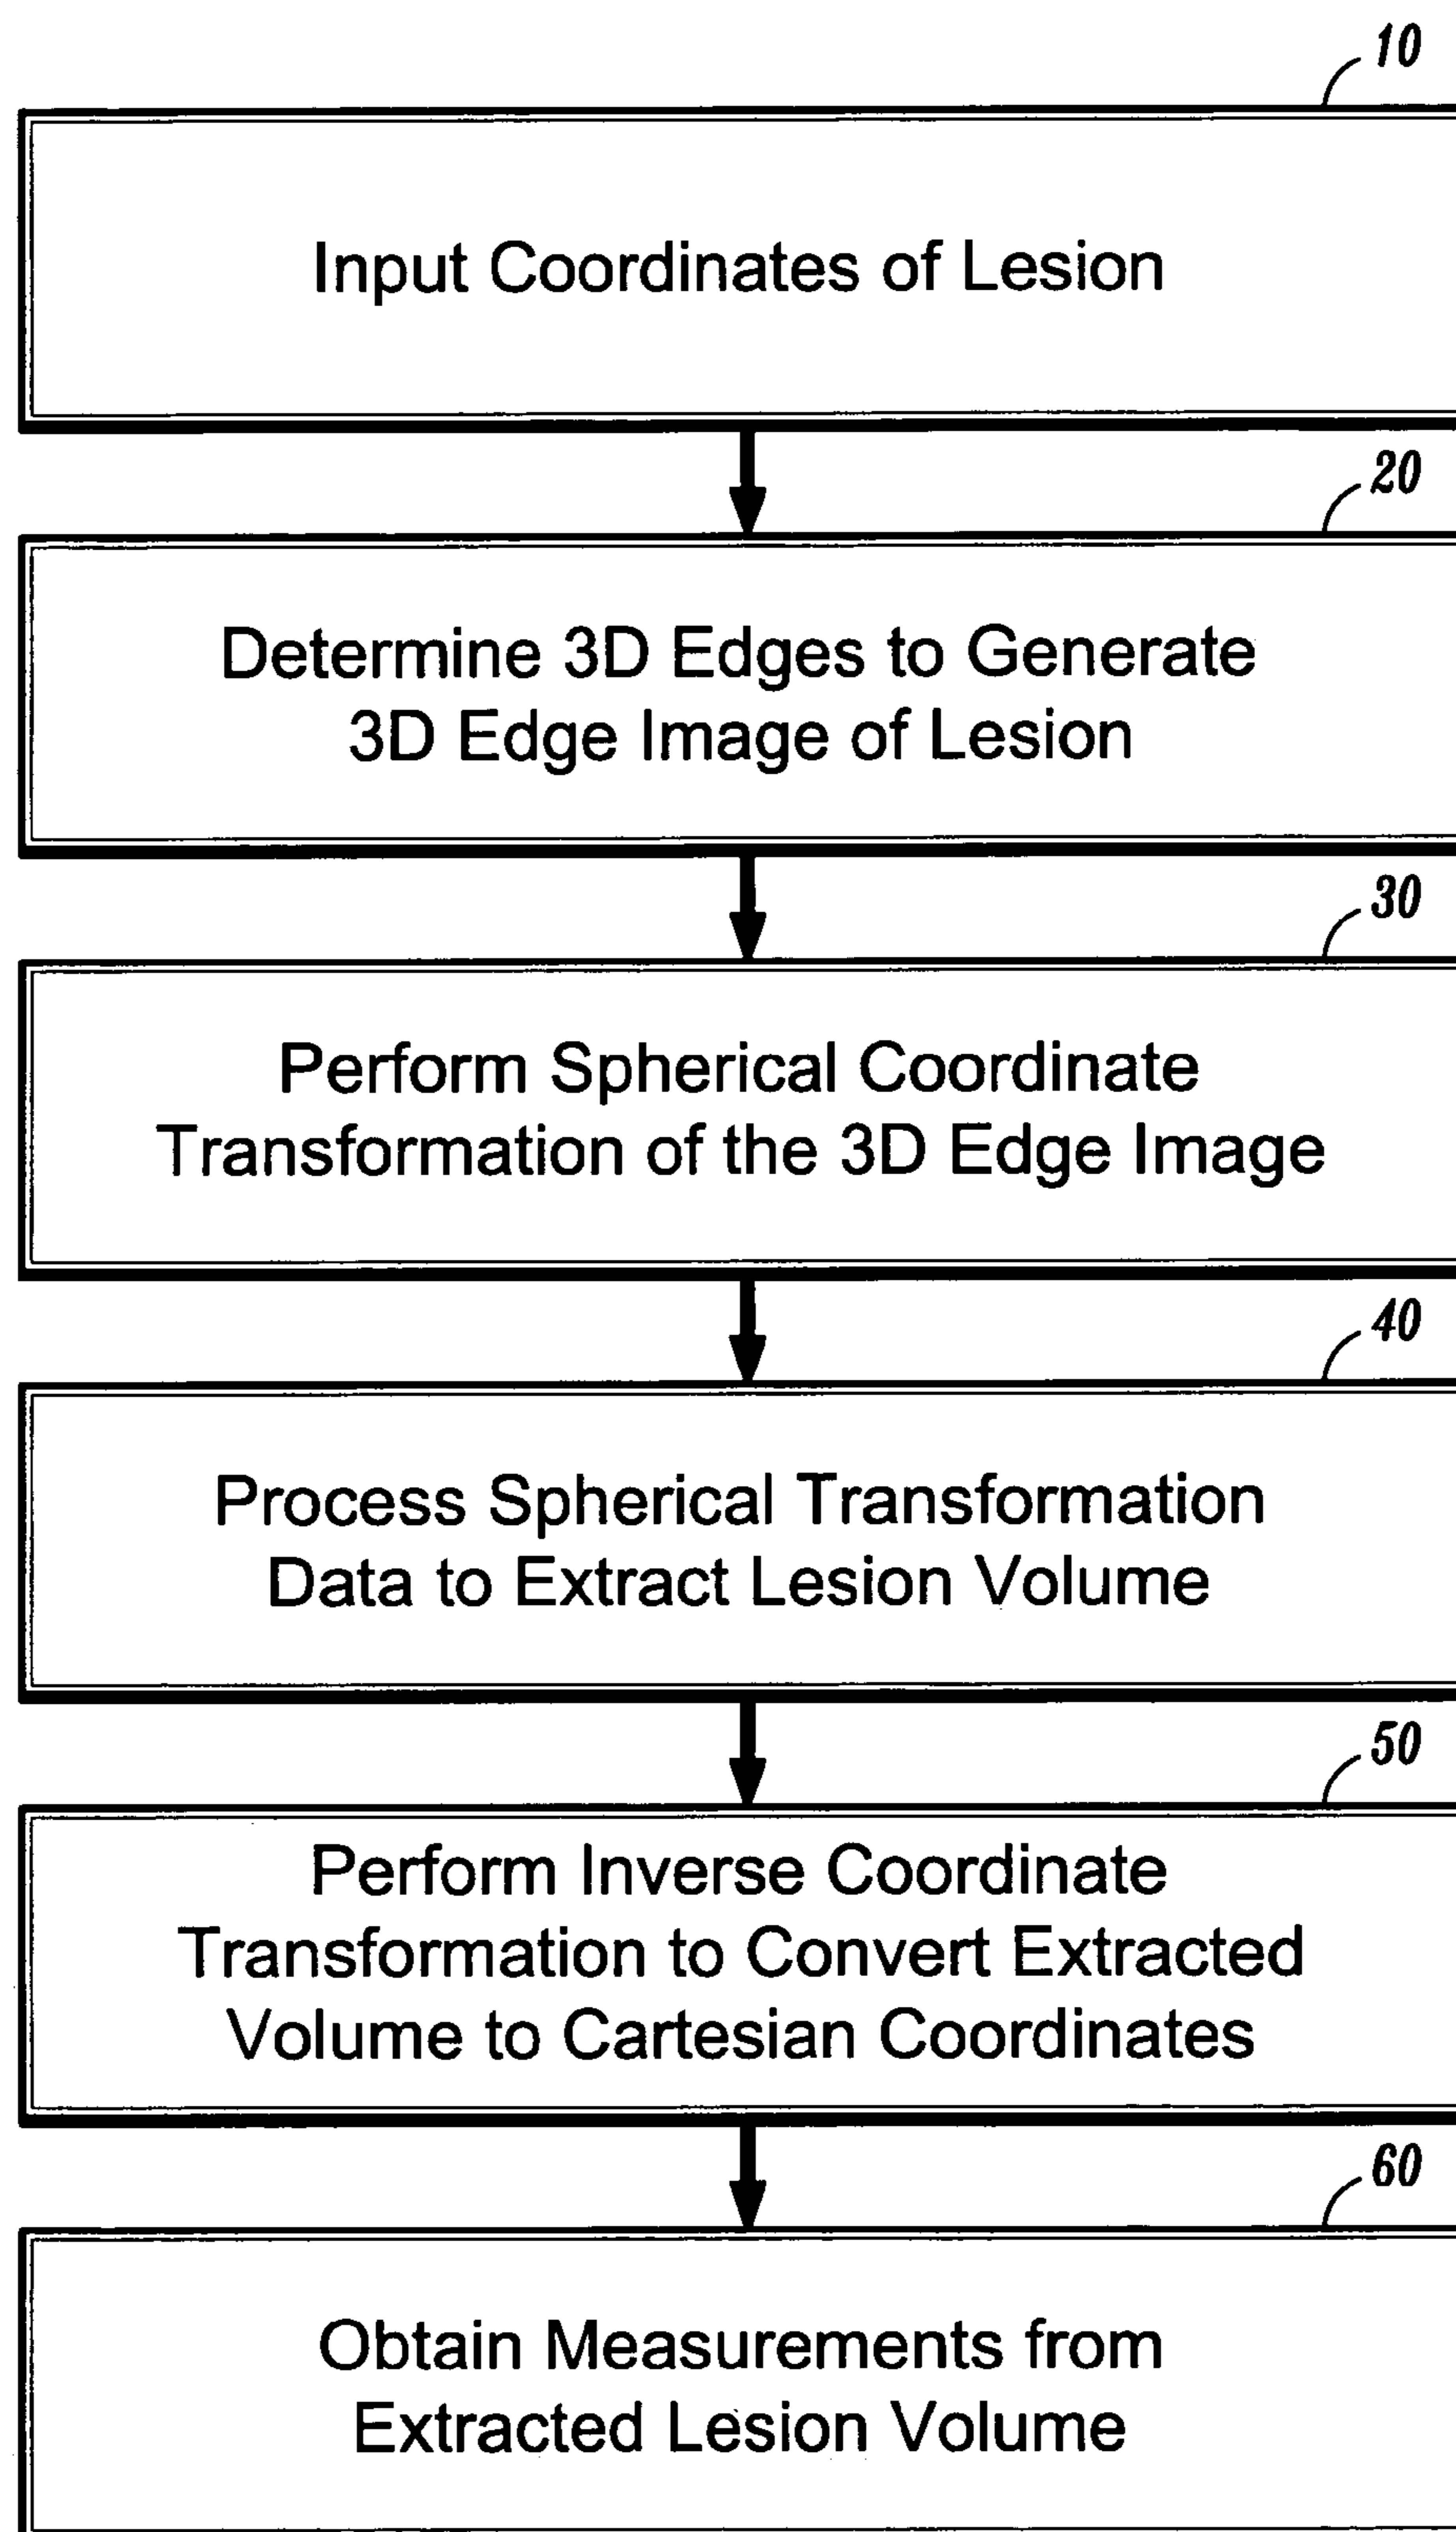 10
Input Coordinates of Lesion
20
Determine 3D Edges to Generate
3D Edge Image of Lesion
30
Perform Spherical Coordinate
Transformation of the 3D Edge Image
40
Process Spherical Transformation
Data to Extract Lesion Volume
50
Perform Inverse Coordinate
Transformation to Convert Extracted
Volume to Cartesian Coordinates
60
Obtain Measurements from
Extracted Lesion Volume